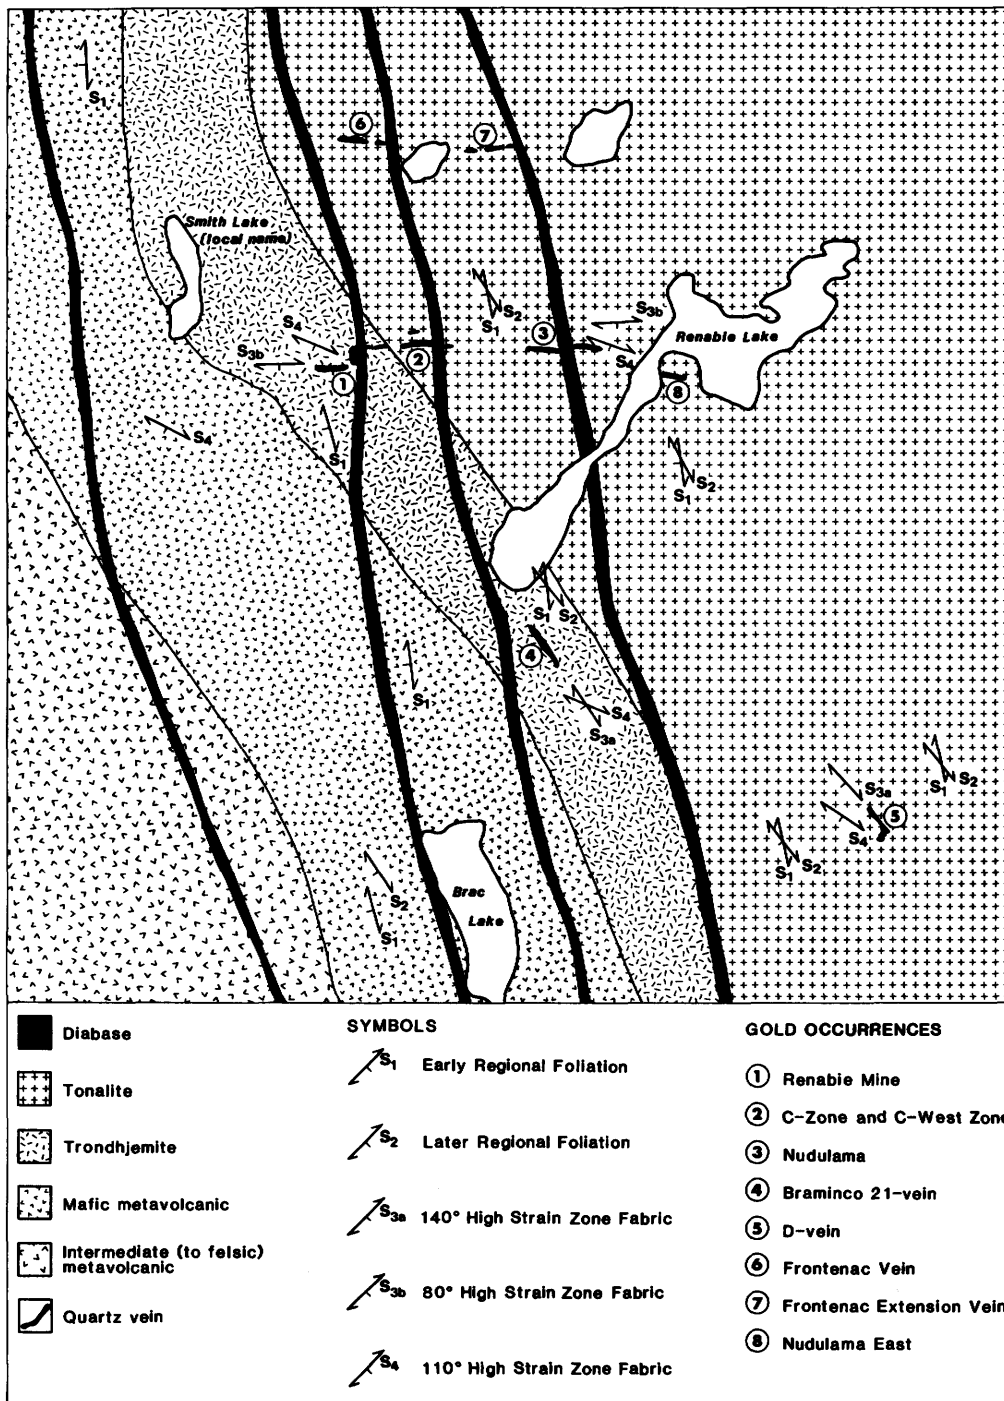 S1
6
7
Smith Lake
(local name)
S2
S1
S3b
Renabie Lake
S4
3
S4
S3b
2
1
8
S4
S1
S2
S1
S1
S2
4
S1
S4
S3a
S2
S1
S3a
5
S4
S2
S1
Brac
Lake
S2
S1
Diabase
Tonalite
Trondhjemite
Mafic metavolcanic
Intermediate (to felsic)
metavolcanic
Quartz vein
SYMBOLS
S1 Early Regional Foliation
S2 Later Regional Foliation
S3a 140° High Strain Zone Fabric
S3b 80° High Strain Zone Fabric
S4 110° High Strain Zone Fabric
GOLD OCCURRENCES
1 Renabie Mine
2 C-Zone and C-West Zone
3 Nudulama
4 Braminco 21-vein
5 D-vein
6 Frontenac Vein
7 Frontenac Extension Vein
8 Nudulama East